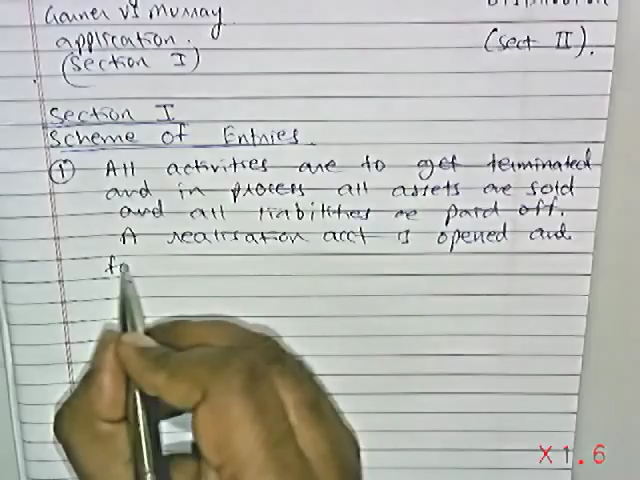 Garner vs Murray
application.
(Section I)
(Sect II).
Section I
Scheme of Entries.
① All activities are to get terminated
and in process all assets are sold
and all liabilities are paid off.
A realisation acct is opened and
fo
X1.6